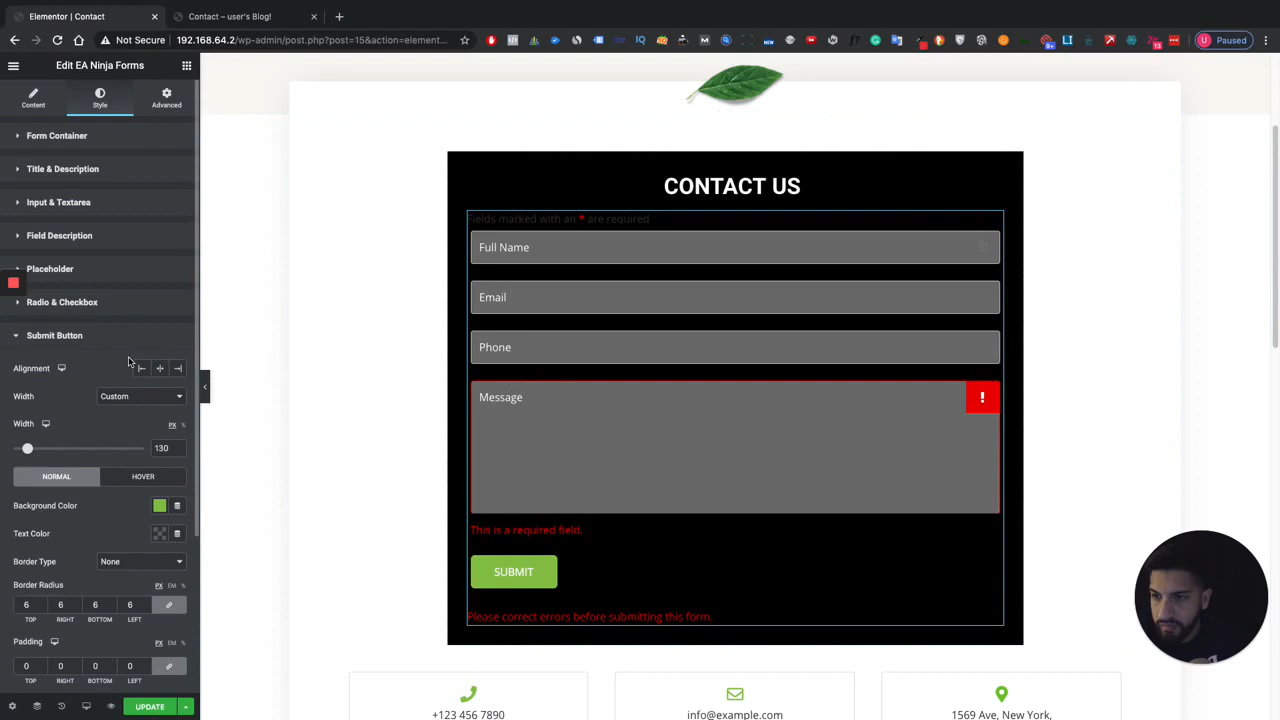 Elementor | Contact
Contact – user's Blog!
Not Secure 192.168.64.2/wp-admin/post.php?post=15&action=element...
Paused
Edit EA Ninja Forms
Content
Style
Advanced
Form Container
Title & Description
Input & Textarea
Field Description
Placeholder
Radio & Checkbox
Submit Button
Alignment
Width Custom
Width PX %
130
NORMAL HOVER
Background Color
Text Color
Border Type None
Border Radius PX EM %
6 6 6 6
TOP RIGHT BOTTOM LEFT
Padding PX EM %
0 0 0 0
TOP RIGHT BOTTOM LEFT
UPDATE
CONTACT US
Fields marked with an * are required
Full Name
Email
Phone
Message
!
This is a required field.
SUBMIT
Please correct errors before submitting this form.
+123 456 7890
info@example.com
1569 Ave, New York,